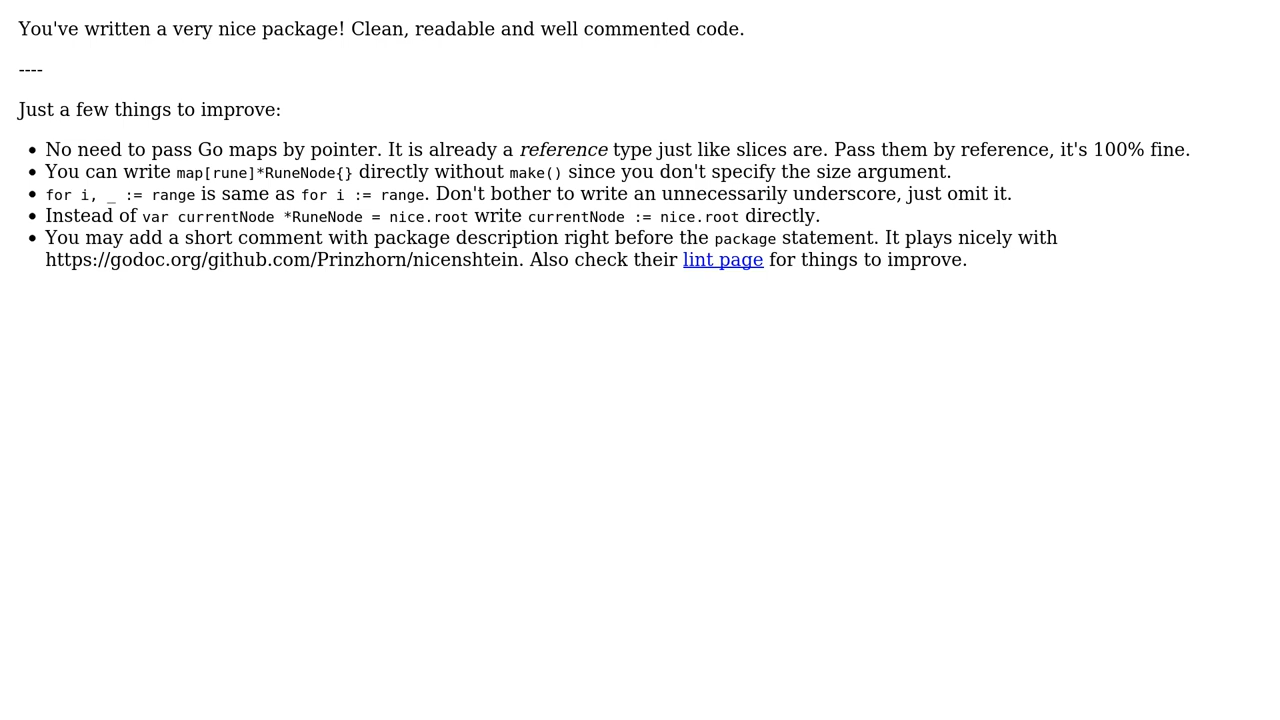 You've written a very nice package! Clean, readable and well commented code.
----
Just a few things to improve:
• No need to pass Go maps by pointer. It is already a reference type just like slices are. Pass them by reference, it's 100% fine.
• You can write map[rune]*RuneNode{} directly without make() since you don't specify the size argument.
• for i, _ := range is same as for i := range. Don't bother to write an unnecessarily underscore, just omit it.
• Instead of var currentNode *RuneNode = nice.root write currentNode := nice.root directly.
• You may add a short comment with package description right before the package statement. It plays nicely with
https://godoc.org/github.com/Prinzhorn/nicenshtein. Also check their lint page for things to improve.